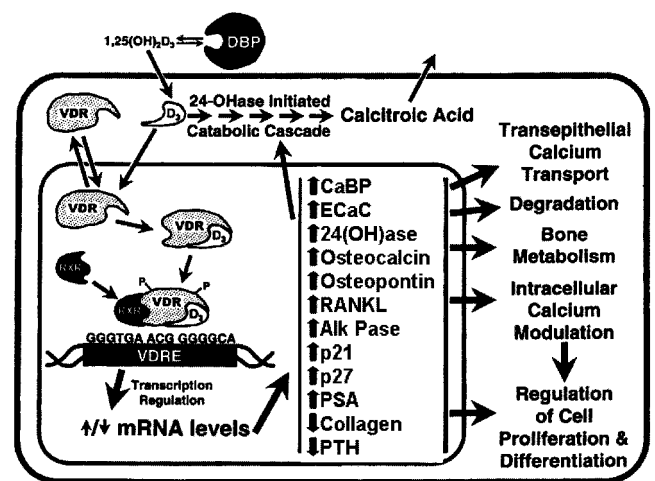 1,25(OH)₂D₃
DBP
VDR
D₃
24-OHase Initiated
Catabolic Cascade
Calcitroic Acid
VDR
VDR
D₃
RXR
P
P
VDR
RXR
D₃
GGGTGA ACG GGGGCA
VDRE
Transcription
Regulation
↑/↓ mRNA levels
↑CaBP
↑ECaC
↑24(OH)ase
↑Osteocalcin
↑Osteopontin
↑RANKL
↑Alk Pase
↑p21
↑p27
↑PSA
↓Collagen
↓PTH
Transepithelial
Calcium
Transport
Degradation
Bone
Metabolism
Intracellular
Calcium
Modulation
Regulation
of Cell
Proliferation &
Differentiation